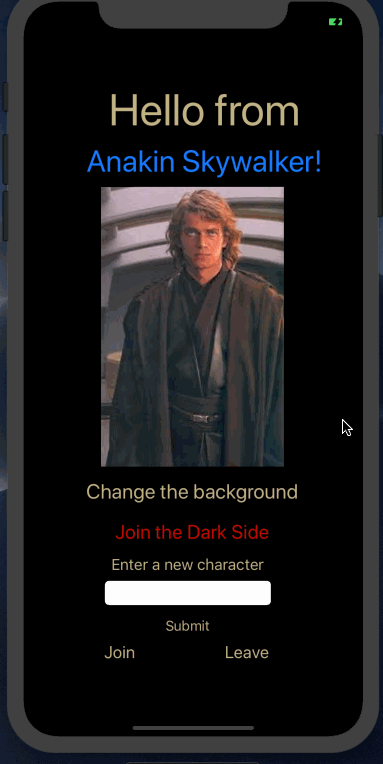 Hello from
Anakin Skywalker!
Change the background
Join the Dark Side
Enter a new character
Submit
Join Leave